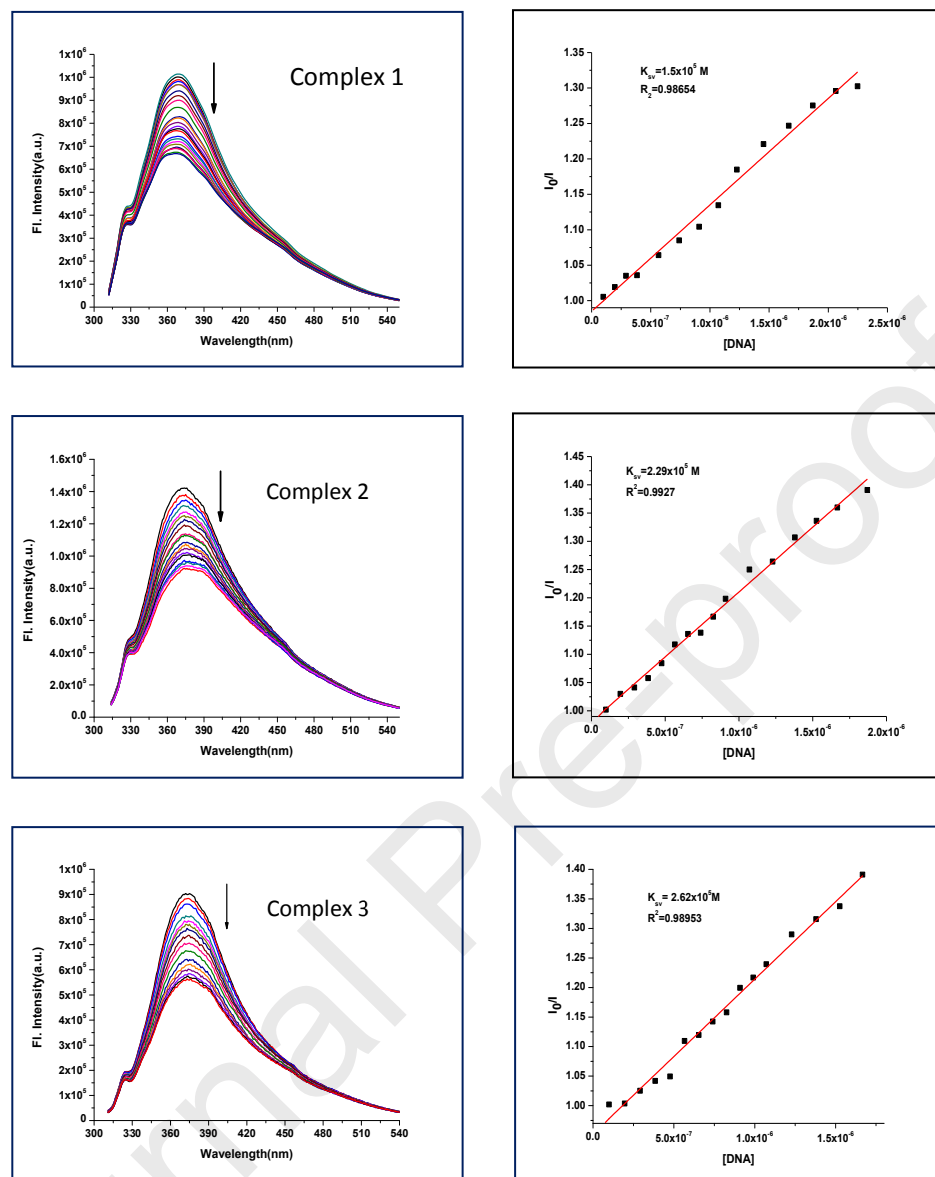 Complex 1
Fl. Intensity(a.u.)
1x10⁶
1x10⁶
9x10⁵
8x10⁵
7x10⁵
6x10⁵
5x10⁵
4x10⁵
3x10⁵
2x10⁵
1x10⁵
0
300 330 360 390 420 450 480 510 540
Wavelength(nm)
K_sv=1.5x10⁵ M
R₂=0.98654
I₀/I
1.35
1.30
1.25
1.20
1.15
1.10
1.05
1.00
0.0 5.0x10⁻⁷ 1.0x10⁻⁶ 1.5x10⁻⁶ 2.0x10⁻⁶ 2.5x10⁻⁶
[DNA]
Complex 2
Fl. Intensity(a.u.)
1.6x10⁶
1.4x10⁶
1.2x10⁶
1.0x10⁶
8.0x10⁵
6.0x10⁵
4.0x10⁵
2.0x10⁵
0.0
300 330 360 390 420 450 480 510 540
Wavelength(nm)
K_sv=2.29x10⁵ M
R²=0.9927
I₀/I
1.45
1.40
1.35
1.30
1.25
1.20
1.15
1.10
1.05
1.00
5.0x10⁻⁷ 1.0x10⁻⁶ 1.5x10⁻⁶ 2.0x10⁻⁶
[DNA]
Complex 3
Fl. Intensity(a.u.)
1x10⁶
9x10⁵
8x10⁵
7x10⁵
6x10⁵
5x10⁵
4x10⁵
3x10⁵
2x10⁵
1x10⁵
0
300 330 360 390 420 450 480 510 540
Wavelength(nm)
K_sv= 2.62x10⁵M
R²=0.98953
I₀/I
1.40
1.35
1.30
1.25
1.20
1.15
1.10
1.05
1.00
0.0 5.0x10⁻⁷ 1.0x10⁻⁶ 1.5x10⁻⁶
[DNA]
rnal Pre-proof